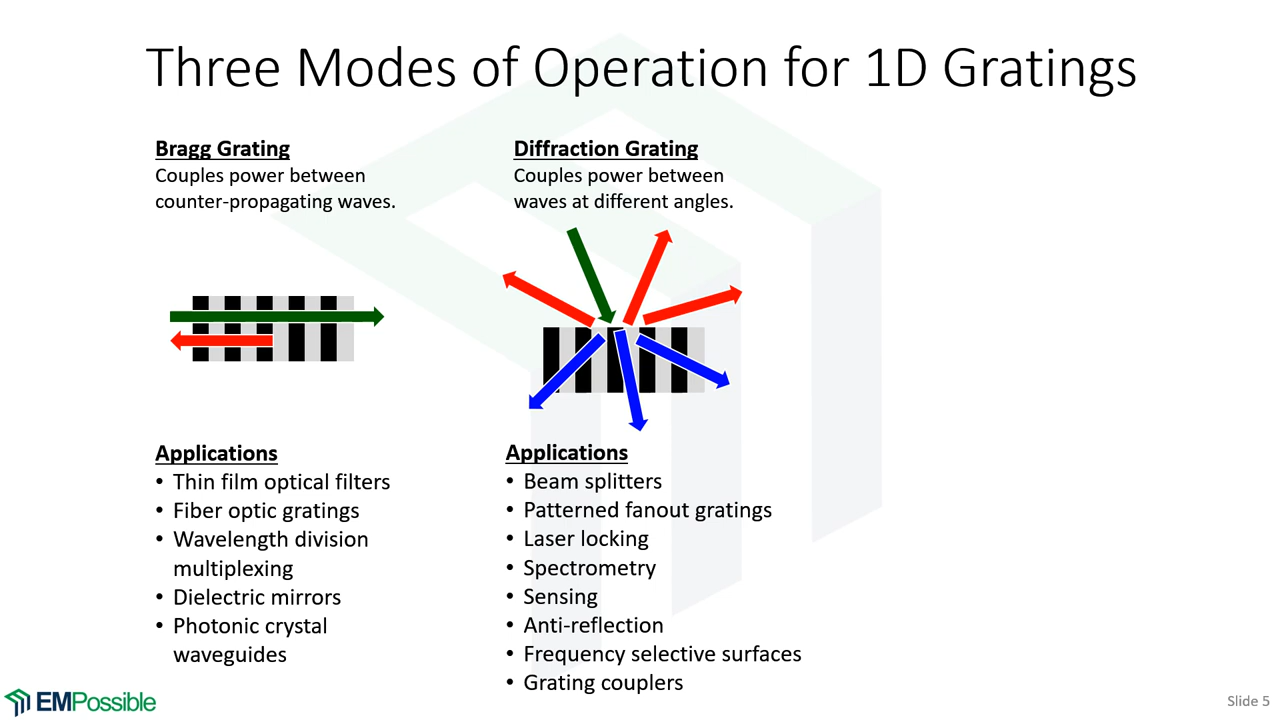 Three Modes of Operation for 1D Gratings
Bragg Grating
Couples power between
counter-propagating waves.
Diffraction Grating
Couples power between
waves at different angles.
Applications
• Thin film optical filters
• Fiber optic gratings
• Wavelength division
multiplexing
• Dielectric mirrors
• Photonic crystal
waveguides
Applications
• Beam splitters
• Patterned fanout gratings
• Laser locking
• Spectrometry
• Sensing
• Anti-reflection
• Frequency selective surfaces
• Grating couplers
EMPossible
Slide 5